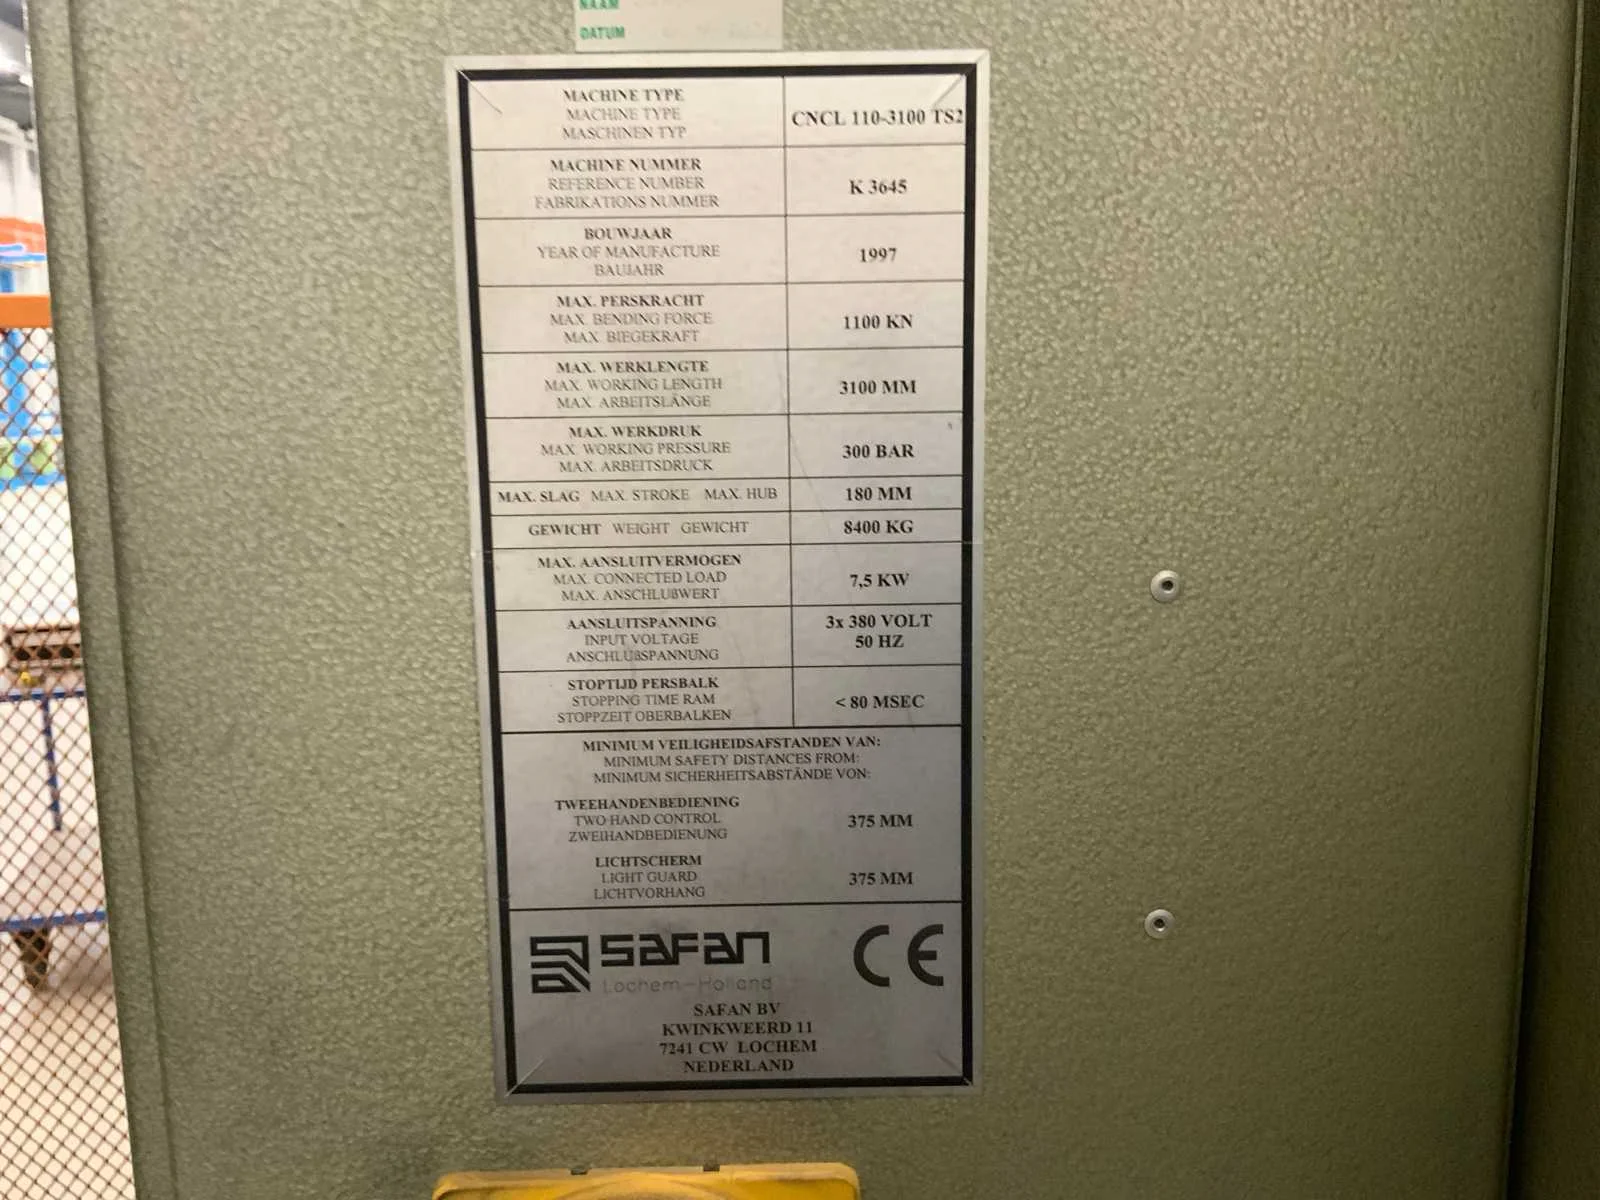 NAAM
DATUM
MACHINE TYPE
MACHINE TYPE
MASCHINEN TYP
CNCL 110-3100 TS2
MACHINE NUMMER
REFERENCE NUMBER
FABRIKATIONS NUMMER
K 3645
BOUWJAAR
YEAR OF MANUFACTURE
BAUJAHR
1997
MAX. PERSKRACHT
MAX. BENDING FORCE
MAX. BIEGEKRAFT
1100 KN
MAX. WERKLENGTE
MAX. WORKING LENGTH
MAX. ARBEITSLÄNGE
3100 MM
MAX. WERKDRUK
MAX. WORKING PRESSURE
MAX. ARBEITSDRUCK
300 BAR
MAX. SLAG MAX. STROKE MAX. HUB 180 MM
GEWICHT WEIGHT GEWICHT 8400 KG
MAX. AANSLUITVERMOGEN
MAX. CONNECTED LOAD
MAX. ANSCHLUßWERT
7,5 KW
AANSLUITSPANNING
INPUT VOLTAGE
ANSCHLUßSPANNUNG
3x 380 VOLT
50 HZ
STOPTIJD PERSBALK
STOPPING TIME RAM
STOPPZEIT OBERBALKEN
< 80 MSEC
MINIMUM VEILIGHEIDSAFSTANDEN VAN:
MINIMUM SAFETY DISTANCES FROM:
MINIMUM SICHERHEITSABSTÄNDE VON:
TWEEHANDENBEDIENING
TWO HAND CONTROL
ZWEIHANDBEDIENUNG
375 MM
LICHTSCHERM
LIGHT GUARD
LICHTVORHANG
375 MM
SAFAN
Lochem-Holland
CE
SAFAN BV
KWINKWEERD 11
7241 CW LOCHEM
NEDERLAND